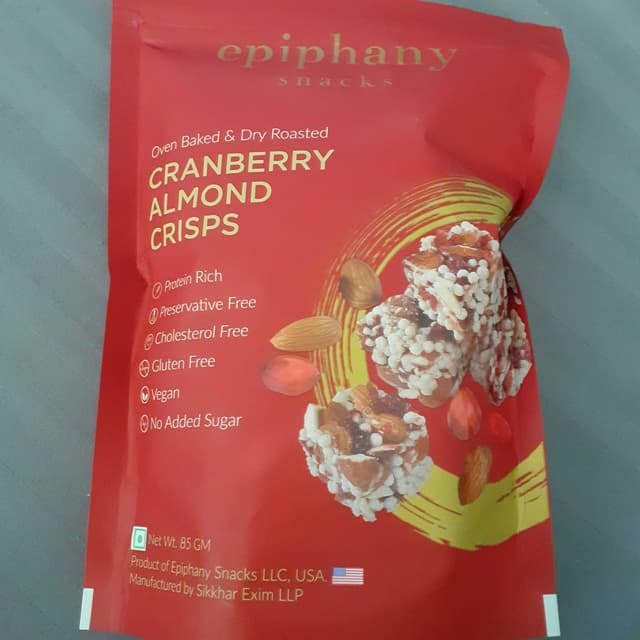 epiphany
snacks
Oven Baked & Dry Roasted
CRANBERRY
ALMOND
CRISPS
Protein Rich
Preservative Free
Cholesterol Free
Gluten Free
Vegan
No Added Sugar
Net Wt. 85 GM
Product of Epiphany Snacks LLC, USA.
Manufactured by Sikkhar Exim LLP